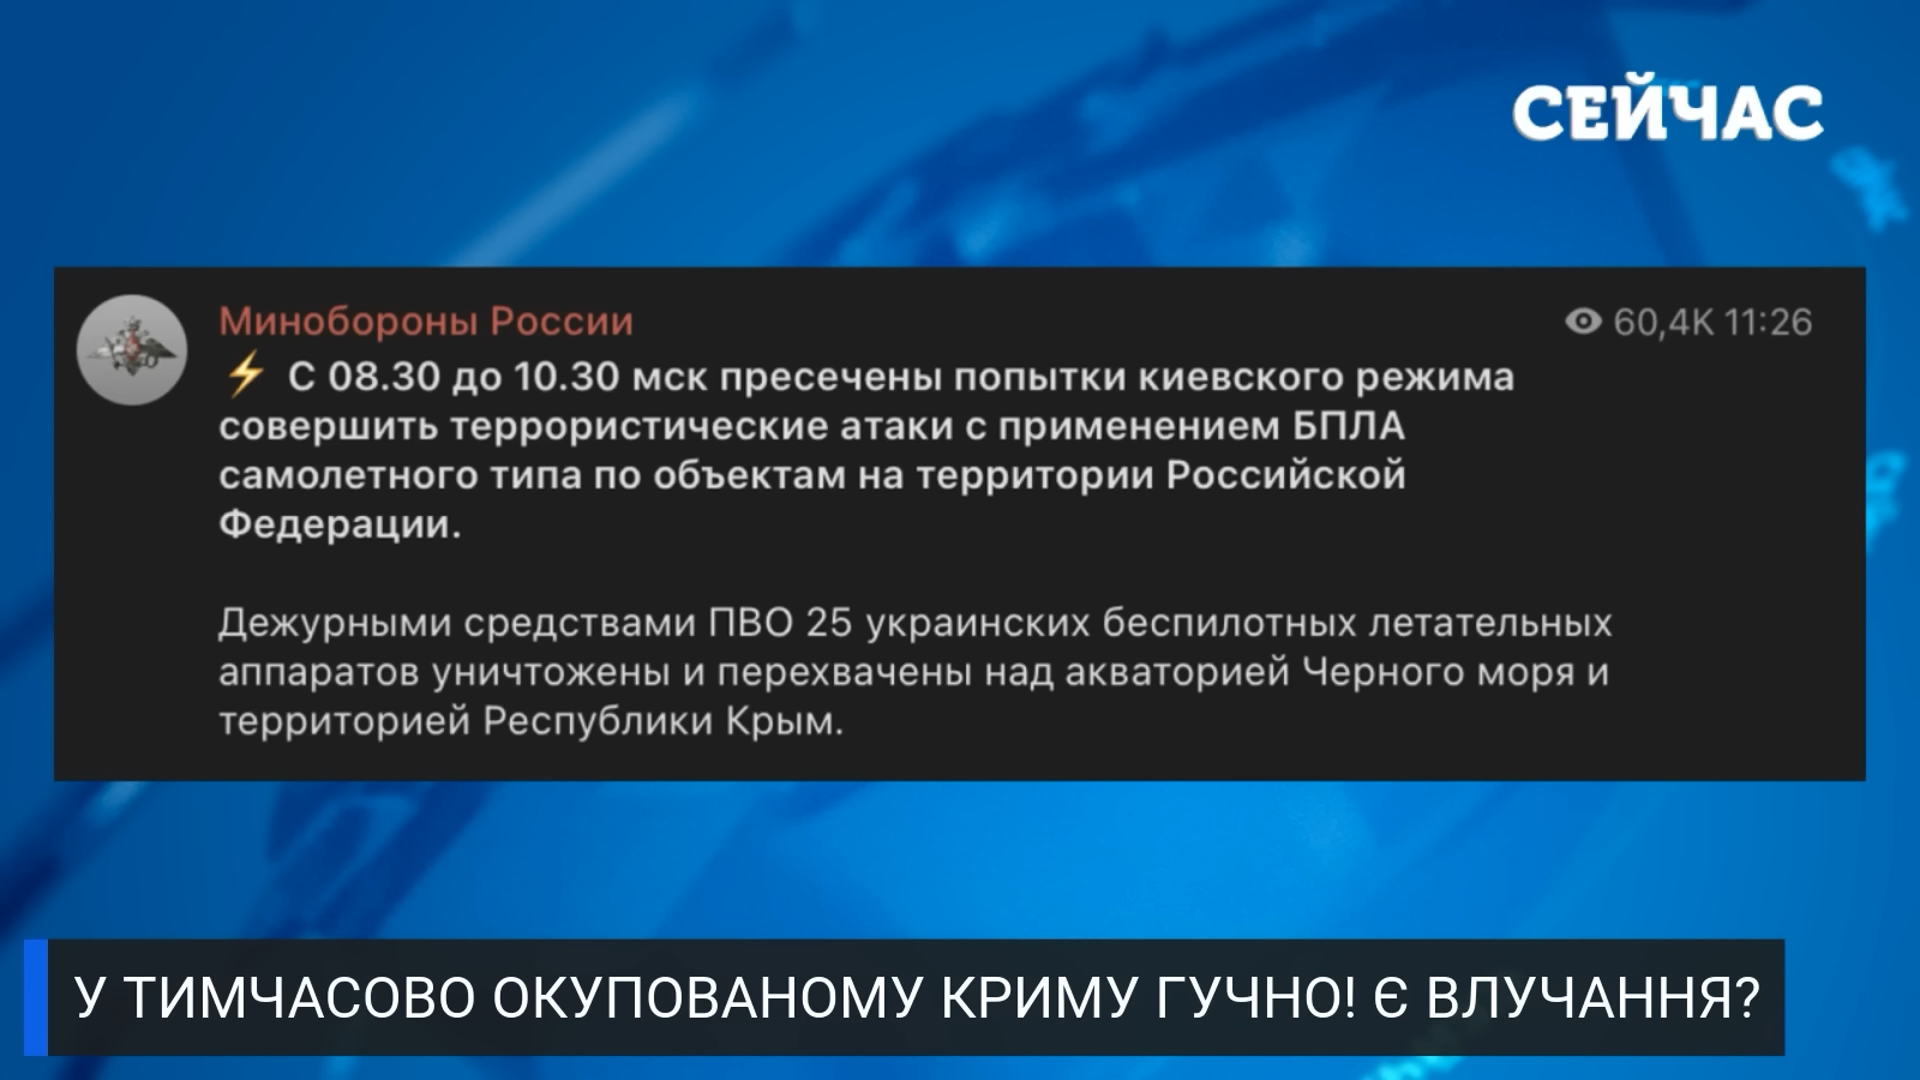 СЕЙЧАС
Минобороны России
60,4K 11:26
⚡ С 08.30 до 10.30 мск пресечены попытки киевского режима
совершить террористические атаки с применением БПЛА
самолетного типа по объектам на территории Российской
Федерации.
Дежурными средствами ПВО 25 украинских беспилотных летательных
аппаратов уничтожены и перехвачены над акваторией Черного моря и
территорией Республики Крым.
У ТИМЧАСОВО ОКУПОВАНОМУ КРИМУ ГУЧНО! Є ВЛУЧАННЯ?